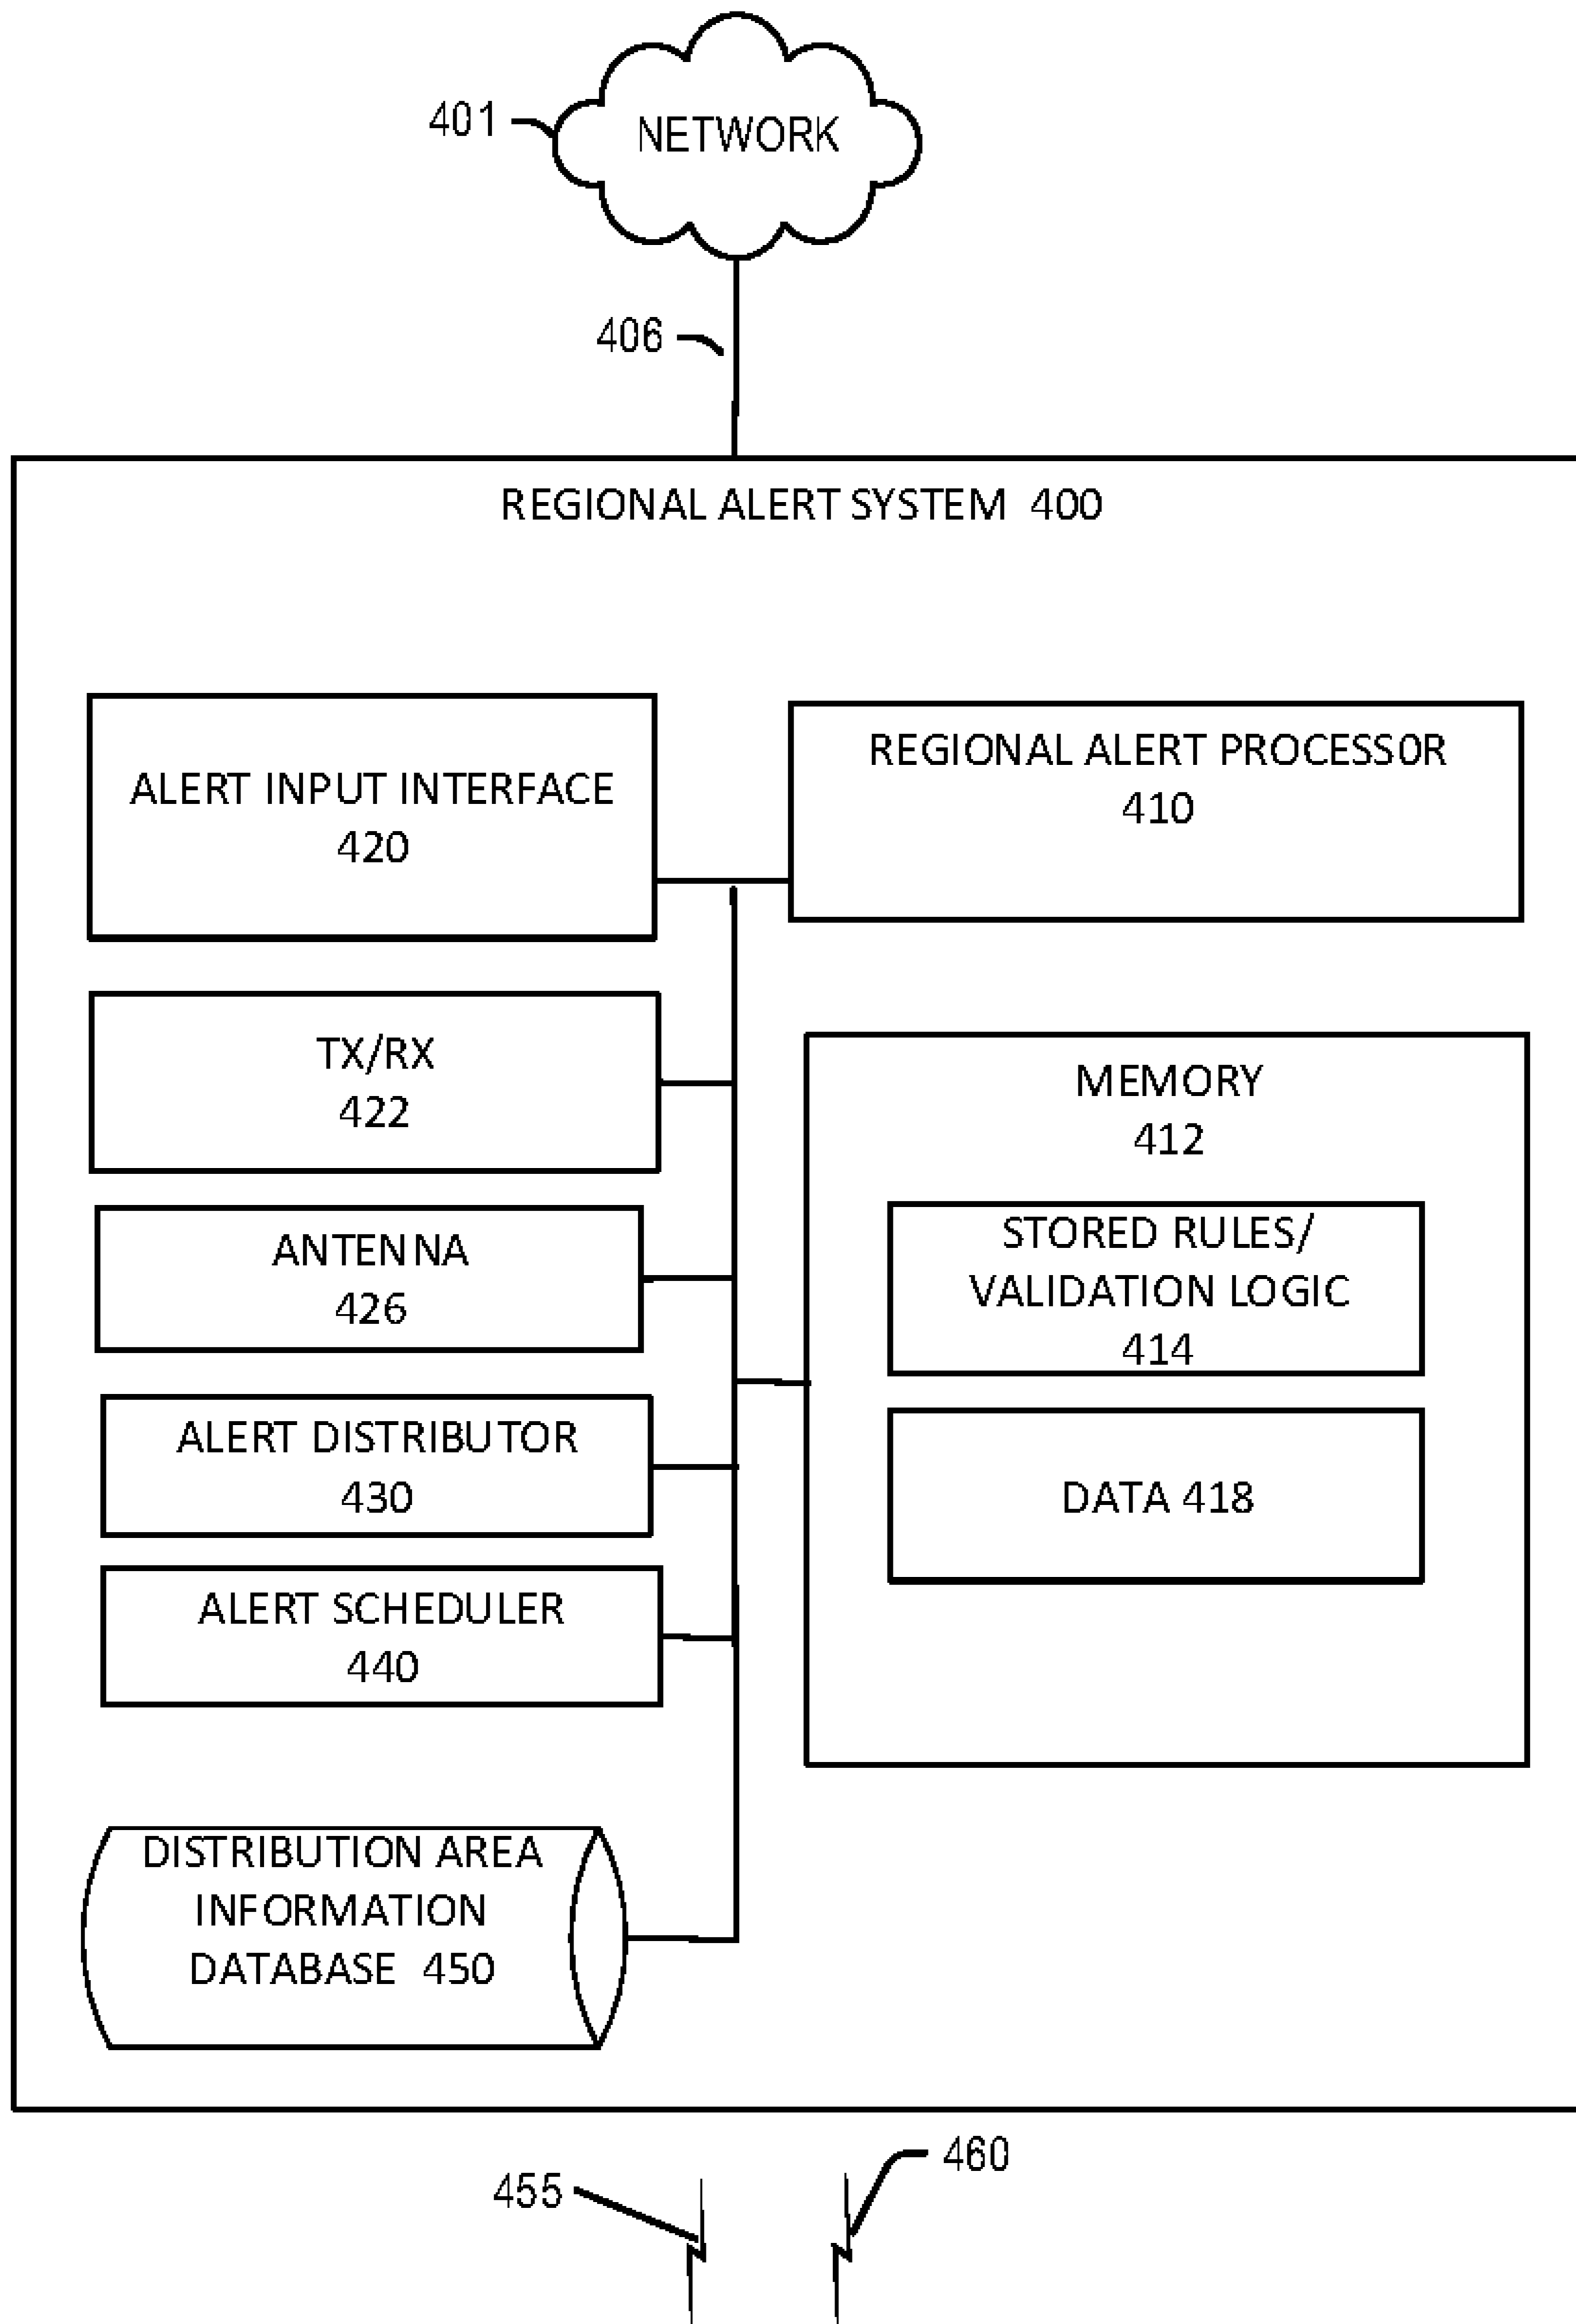 401
NETWORK
406
REGIONAL ALERT SYSTEM 400
ALERT INPUT INTERFACE
420
REGIONAL ALERT PROCESSOR
410
TX/RX
422
MEMORY
412
ANTENNA
426
STORED RULES/
VALIDATION LOGIC
414
ALERT DISTRIBUTOR
430
DATA 418
ALERT SCHEDULER
440
DISTRIBUTION AREA
INFORMATION
DATABASE 450
455
460